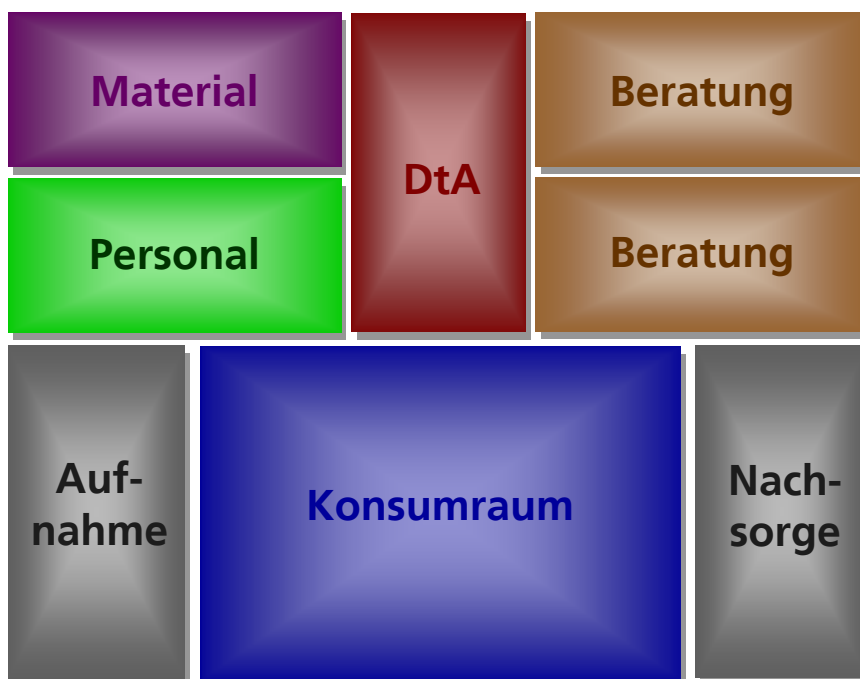 Material
DtA
Beratung
Personal
Beratung
Auf-
nahme
Konsumraum
Nach-
sorge